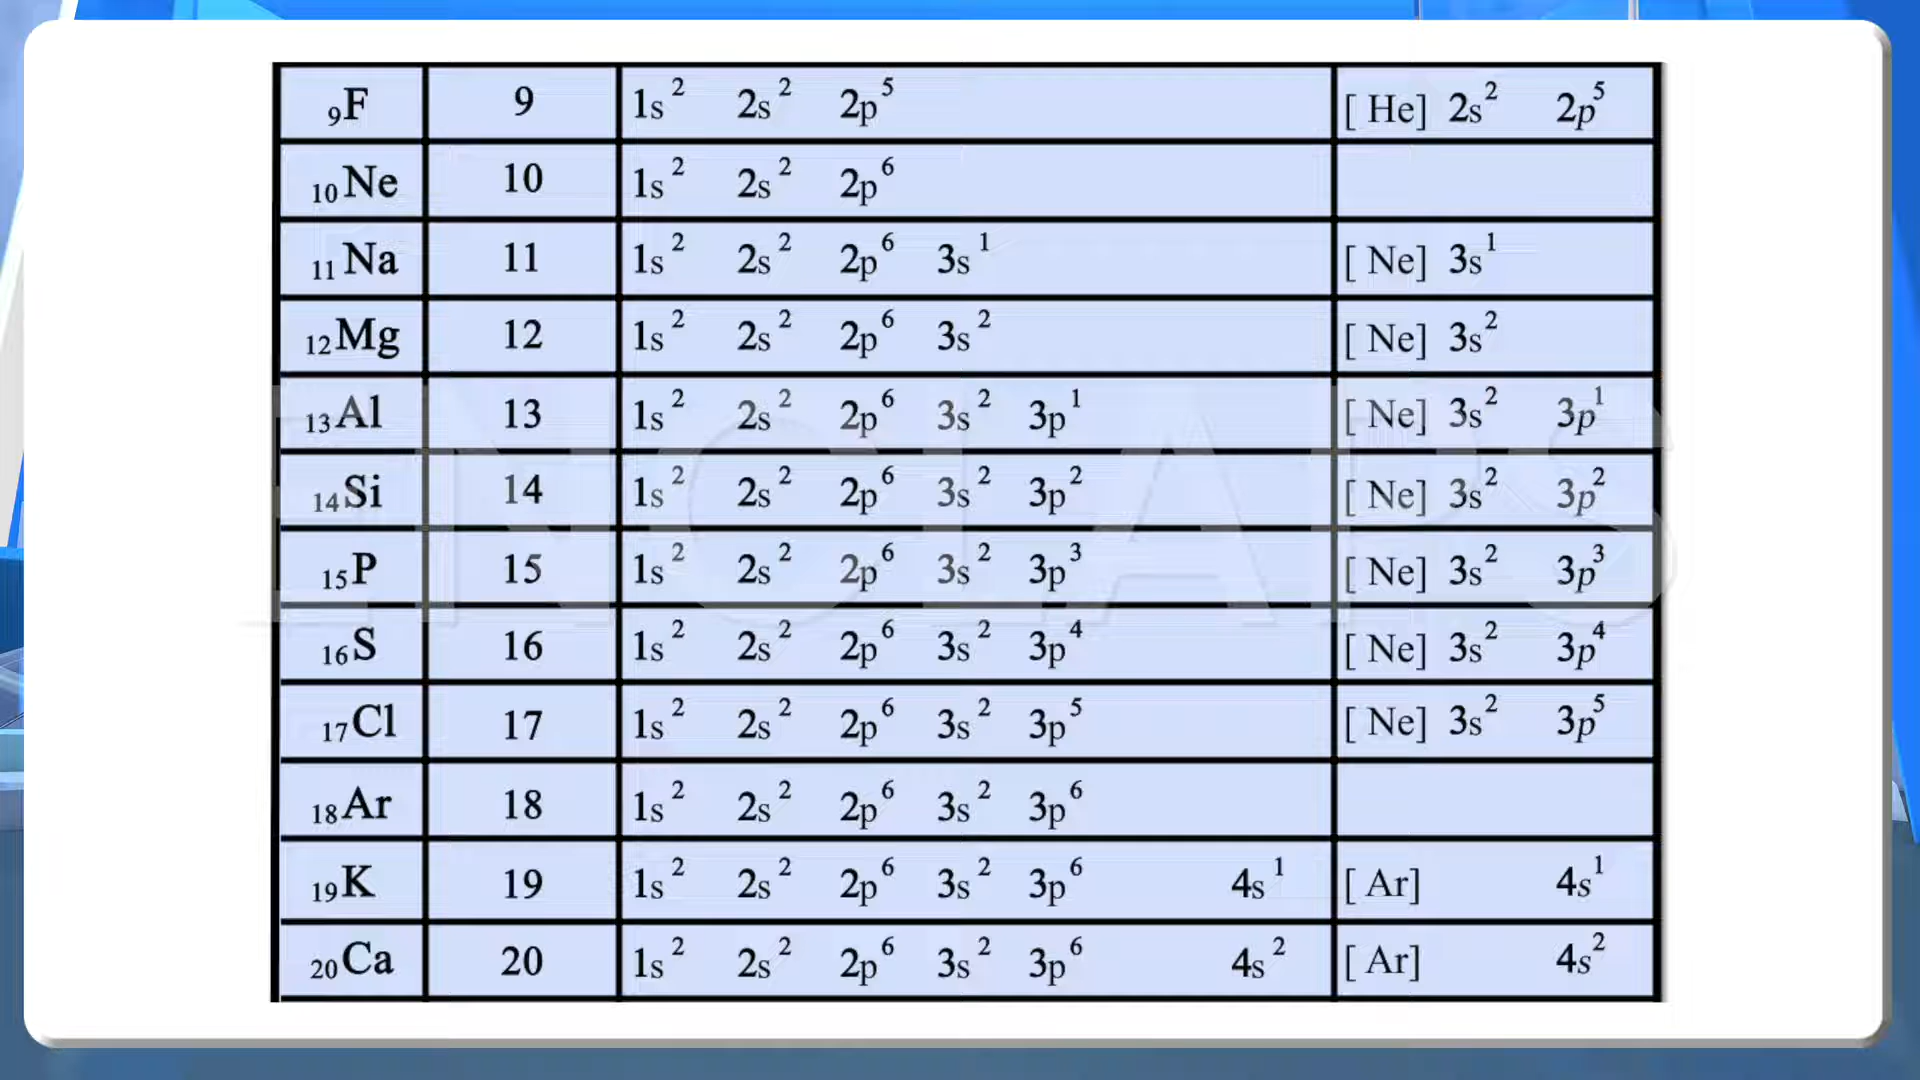 ₉F 9 1s² 2s² 2p⁵ [ He] 2s² 2p⁵
₁₀Ne 10 1s² 2s² 2p⁶
₁₁Na 11 1s² 2s² 2p⁶ 3s¹ [ Ne] 3s¹
₁₂Mg 12 1s² 2s² 2p⁶ 3s² [ Ne] 3s²
₁₃Al 13 1s² 2s² 2p⁶ 3s² 3p¹ [ Ne] 3s² 3p¹
₁₄Si 14 1s² 2s² 2p⁶ 3s² 3p² [ Ne] 3s² 3p²
₁₅P 15 1s² 2s² 2p⁶ 3s² 3p³ [ Ne] 3s² 3p³
₁₆S 16 1s² 2s² 2p⁶ 3s² 3p⁴ [ Ne] 3s² 3p⁴
₁₇Cl 17 1s² 2s² 2p⁶ 3s² 3p⁵ [ Ne] 3s² 3p⁵
₁₈Ar 18 1s² 2s² 2p⁶ 3s² 3p⁶
₁₉K 19 1s² 2s² 2p⁶ 3s² 3p⁶ 4s¹ [ Ar] 4s¹
₂₀Ca 20 1s² 2s² 2p⁶ 3s² 3p⁶ 4s² [ Ar] 4s²